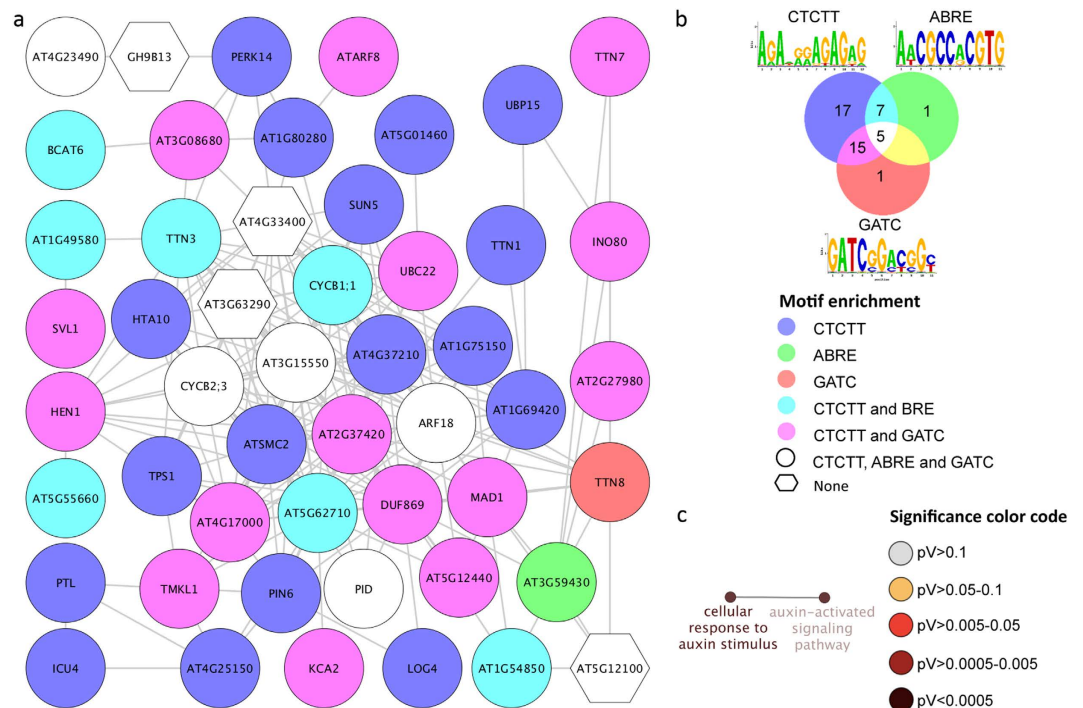 a
AT4G23490
GH9B13
PERK14
ATARF8
TTN7
UBP15
BCAT6
AT3G08680
AT1G80280
AT5G01460
AT4G33400
SUN5
AT1G49580
TTN3
TTN1
INO80
UBC22
CYCB1;1
AT3G63290
SVL1
HTA10
AT1G75150
AT4G37210
AT3G15550
CYCB2;3
AT2G27980
HEN1
AT1G69420
ARF18
AT2G37420
ATSMC2
TPS1
TTN8
AT5G55660
MAD1
DUF869
AT5G62710
AT4G17000
PTL
TMKL1
PIN6
PID
AT5G12440
AT3G59430
ICU4
AT4G25150
KCA2
LOG4
AT1G54850
AT5G12100
b
CTCTT
ABRE
AGA GGAGAGAG
AACGCCACGTG
17
7
1
5
15
1
GATC
GATCGGACGGC
Motif enrichment
CTCTT
ABRE
GATC
CTCTT and BRE
CTCTT and GATC
CTCTT, ABRE and GATC
None
c
Significance color code
pV>0.1
pV>0.05-0.1
pV>0.005-0.05
pV>0.0005-0.005
pV<0.0005
cellular
response to
auxin stimulus
auxin-activated
signaling
pathway